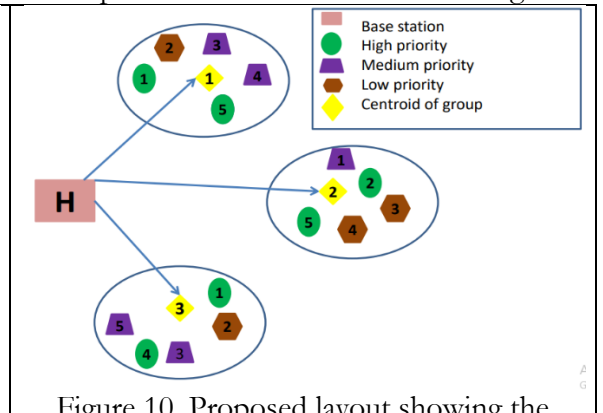 2
3
1
1
4
5
Base station
High priority
Medium priority
Low priority
Centroid of group
1
2
2
3
5
4
H
1
3
5
2
4
3
Figure 10. Proposed layout showing the